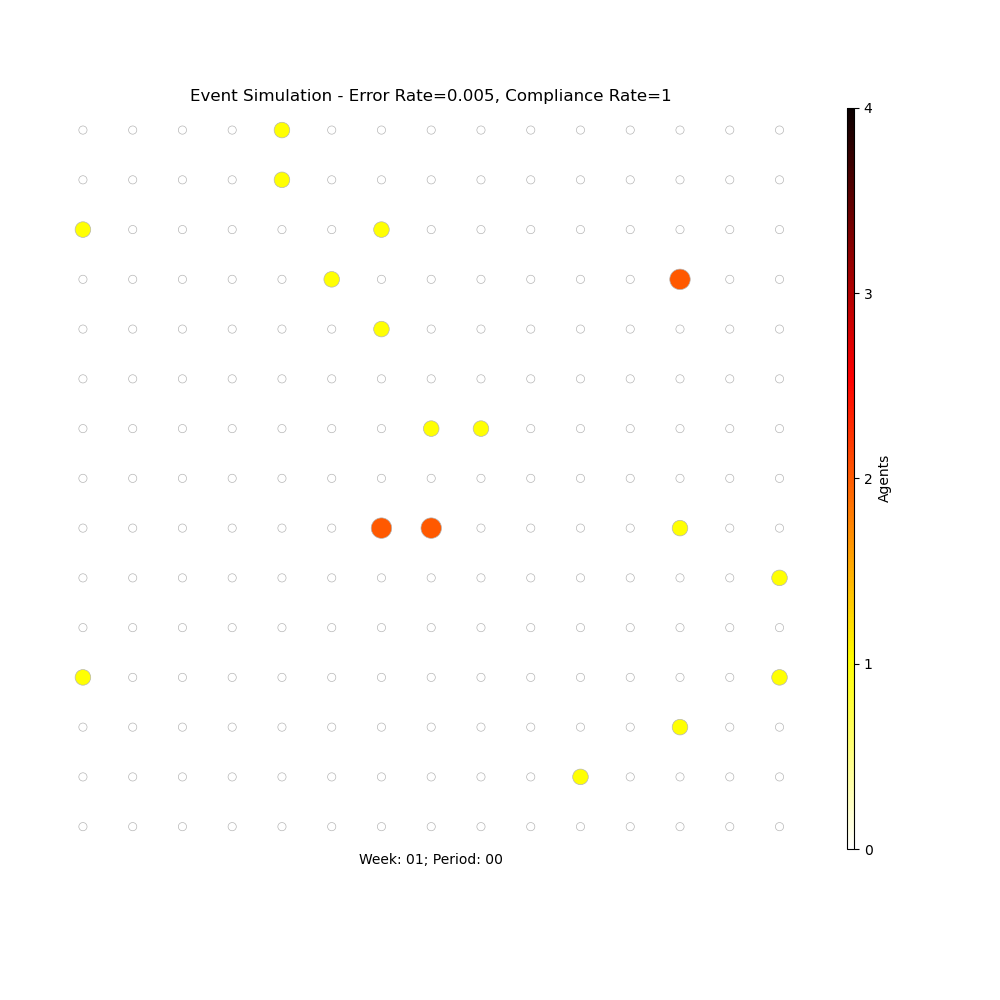 Event Simulation - Error Rate=0.005, Compliance Rate=1
4
3
2
1
0
Agents
Week: 01; Period: 00